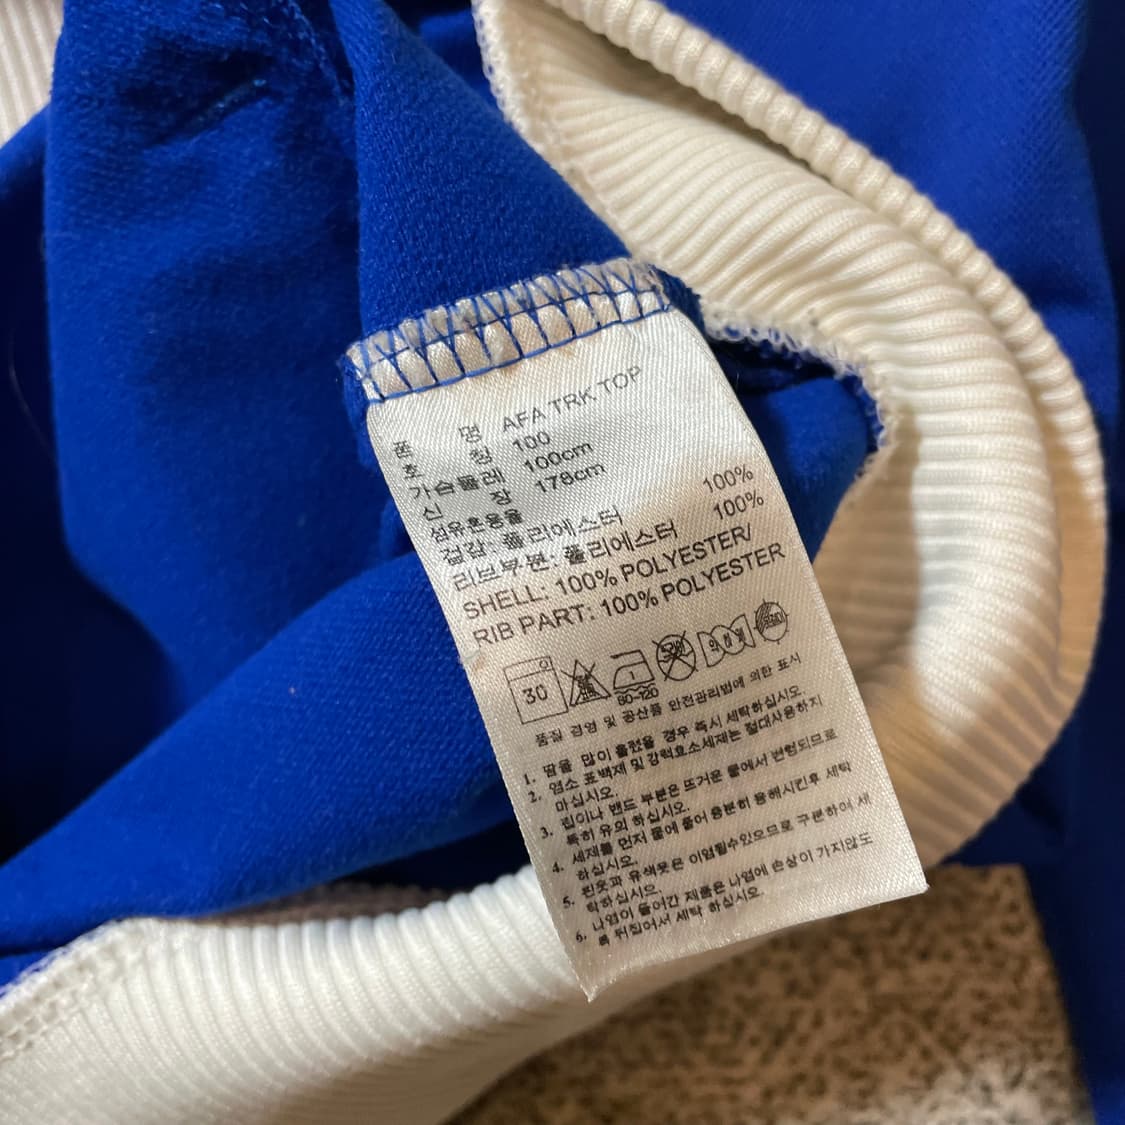 품 명 AFA TRK TOP
호 칭 100
가슴둘레 100cm
신 장 178cm
섬유혼용율
겉감: 폴리에스터 100%
리브부분: 폴리에스터 100%
SHELL: 100% POLYESTER/
RIB PART: 100% POLYESTER
30 1 80~120
품질 경영 및 공산품 안전관리법에 의한 표시
1. 땀을 많이 흘렸을 경우 즉시 세탁하십시오.
2. 염소 표백제 및 강력효소세제는 절대사용하지
마십시오.
3. 립이나 밴드 부분은 뜨거운 물에서 변형되므로
특히 유의 하십시오.
4. 세제를 먼저 물에 풀어 충분히 용해시킨후 세탁
하십시오.
5. 흰옷과 유색옷은 이염될수있으므로 구분하여 세
탁하십시오.
6. 나염이 들어간 제품은 나염에 손상이 가지않도
록 뒤집어서 세탁 하십시오.